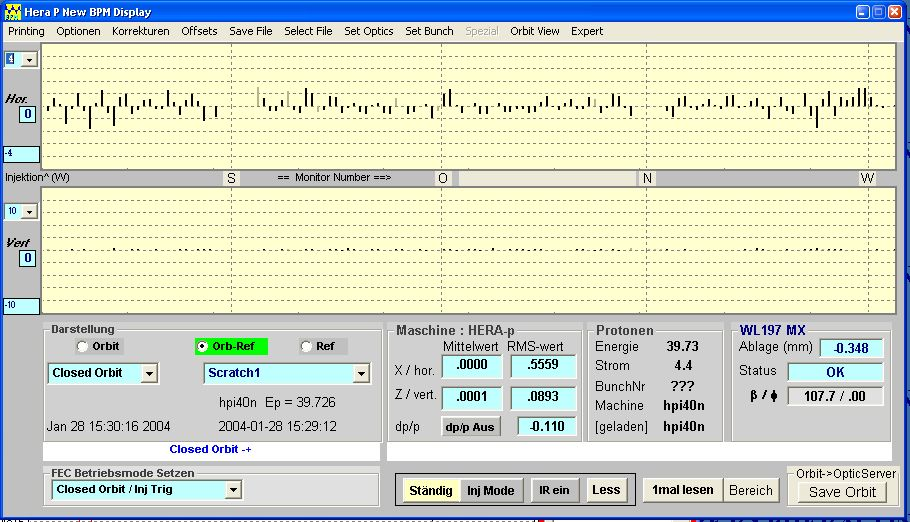 Hera P New BPM Display
Printing Optionen Korrekturen Offsets Save File Select File Set Optics Set Bunch Spezial Orbit View Expert
4
Hor.
0
-4
Injektion^ (W) S == Monitor Number ==> O N W
10
Vert
0
-10
Darstellung
Orbit Orb-Ref Ref
Closed Orbit Scratch1
hpi40n Ep = 39.726
Jan 28 15:30:16 2004 2004-01-28 15:29:12
Closed Orbit -+
Maschine : HERA-p
Mittelwert RMS-wert
X / hor. .0000 .5559
Z / vert. .0001 .0893
dp/p dp/p Aus -0.110
Protonen
Energie 39.73
Strom 4.4
BunchNr ???
Machine hpi40n
[geladen] hpi40n
WL197 MX
Ablage (mm) -0.348
Status OK
β / ϕ 107.7 / .00
FEC Betriebsmode Setzen
Closed Orbit / Inj Trig
Ständig Inj Mode IR ein Less 1mal lesen Bereich
Orbit->OpticServer
Save Orbit